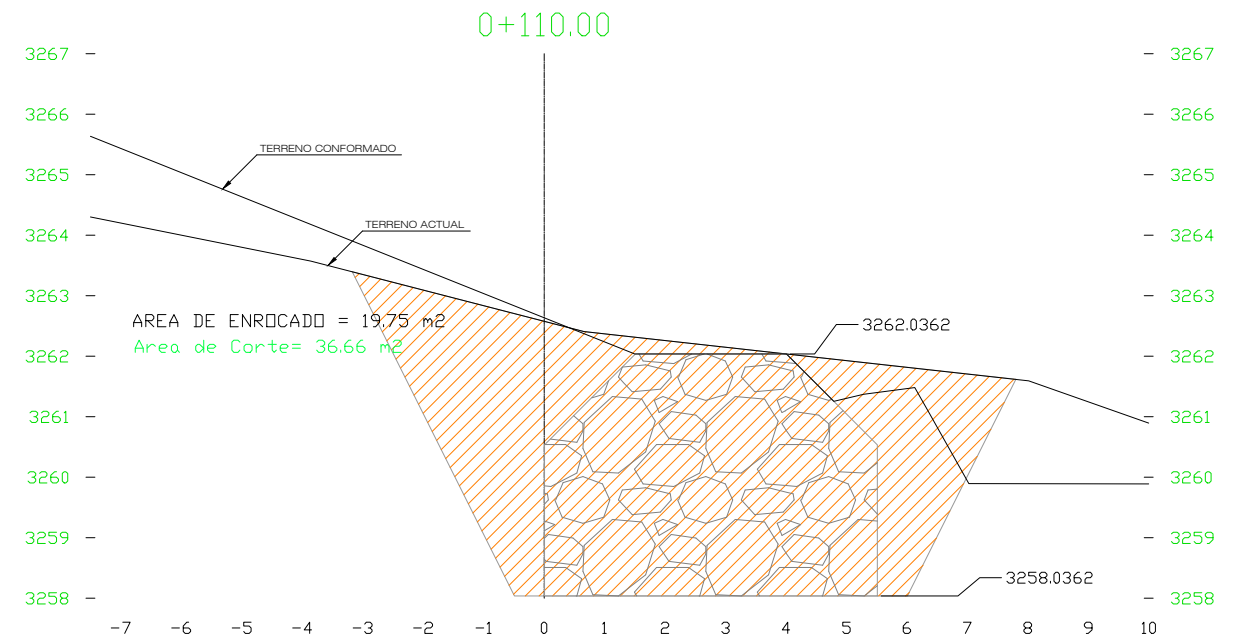 0+110.00
3267 3267
3266 3266
TERRENO CONFORMADO
3265 3265
TERRENO ACTUAL
3264 3264
3263 3263
AREA DE ENROCADO = 19.75 m2
3262.0362
Area de Corte= 36.66 m2
3262 3262
3261 3261
3260 3260
3259 3259
3258.0362
3258 3258
-7 -6 -5 -4 -3 -2 -1 0 1 2 3 4 5 6 7 8 9 10